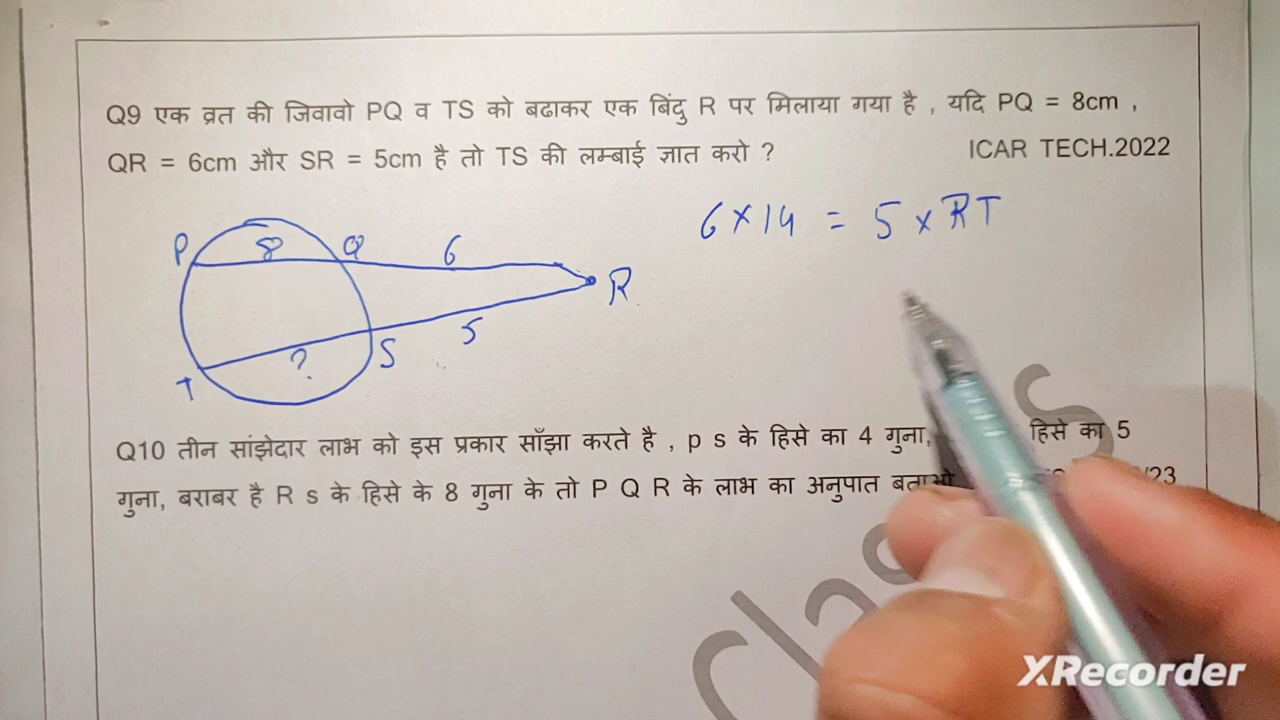 Q9 एक व्रत की जिवावो PQ व TS को बढाकर एक बिंदु R पर मिलाया गया है , यदि PQ = 8cm ,
QR = 6cm और SR = 5cm है तो TS की लम्बाई ज्ञात करो ? ICAR TECH.2022
6 × 14 = 5 × RT
P 8 Q 6
R
5
? S
T
Q10 तीन सांझेदार लाभ को इस प्रकार साँझा करते है , p s के हिसे का 4 गुना, हिसे का 5
गुना, बराबर है R s के हिसे के 8 गुना के तो P Q R के लाभ का अनुपात बताओ
Classes
XRecorder